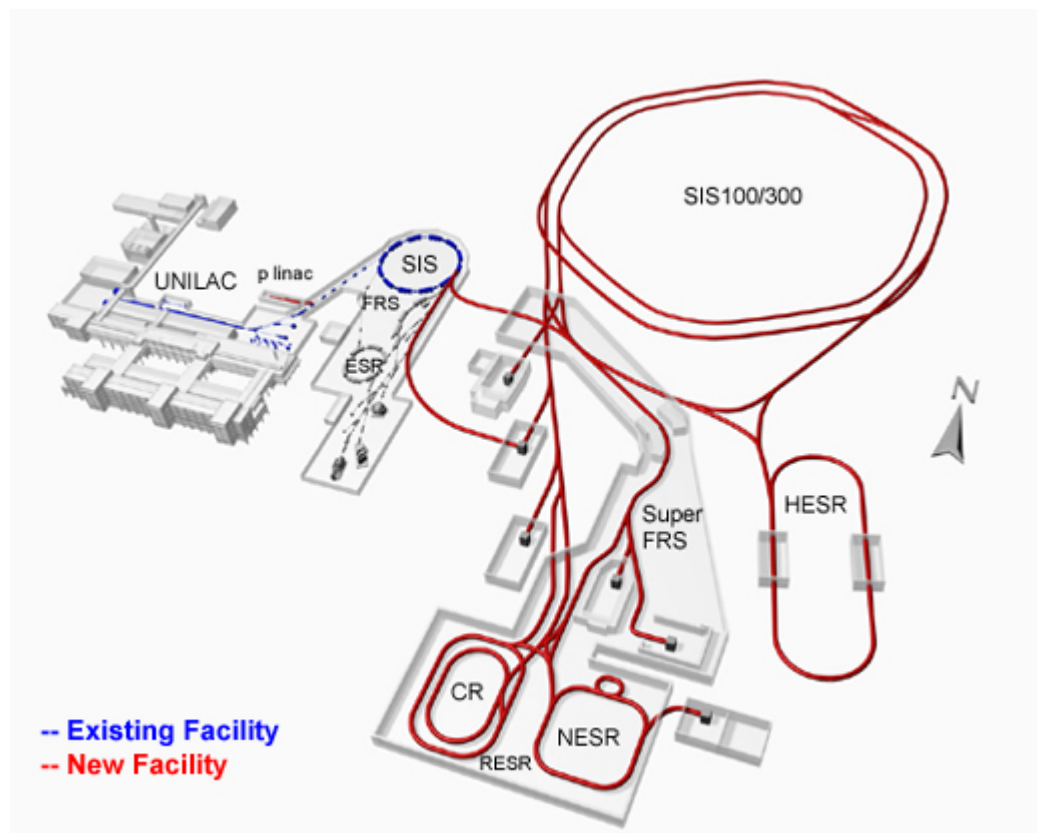 SIS100/300
N
UNILAC
p linac
SIS
FRS
ESR
HESR
Super
FRS
CR
NESR
RESR
-- Existing Facility
-- New Facility